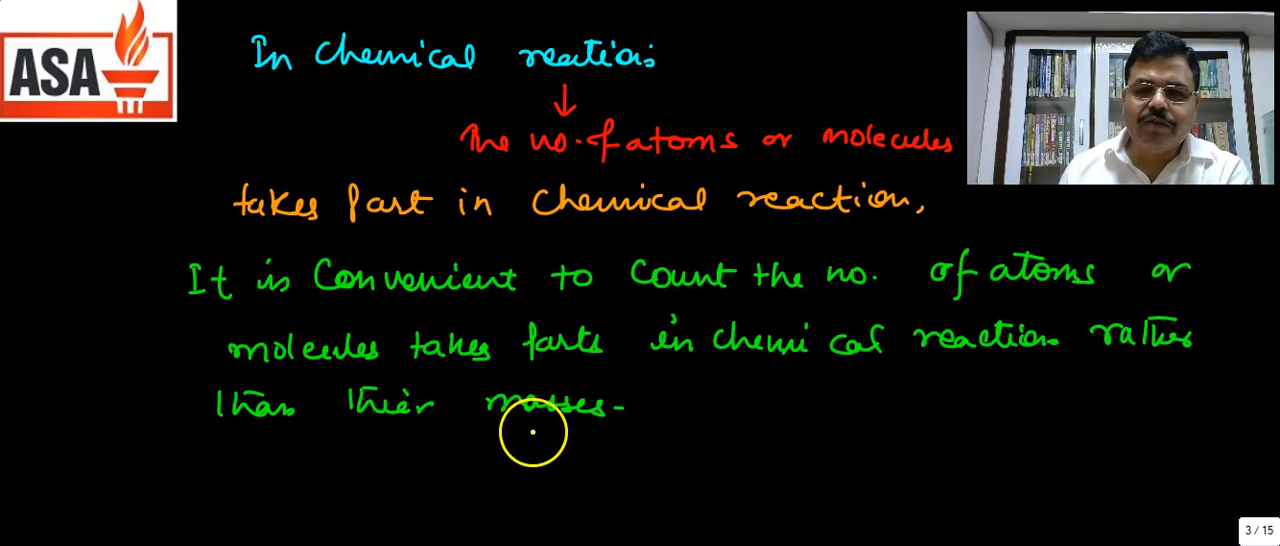 ASA
In Chemical reactions
The no. of atoms or molecules
takes Part in Chemical reaction,
It is Convenient to Count the no. of atoms or
molecules takes parts in chemical reactions rather
than their masses.
3 / 15